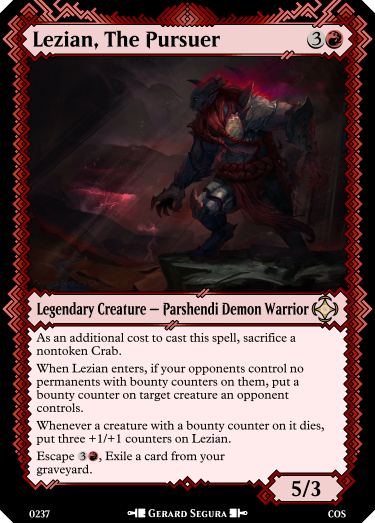 Lezian, The Pursuer 3
Legendary Creature – Parshendi Demon Warrior
As an additional cost to cast this spell, sacrifice a
nontoken Crab.
When Lezian enters, if your opponents control no
permanents with bounty counters on them, put a
bounty counter on target creature an opponent
controls.
Whenever a creature with a bounty counter on it dies,
put three +1/+1 counters on Lezian.
Escape 3, Exile a card from your
graveyard.
5/3
0237 Gerard Segura COS